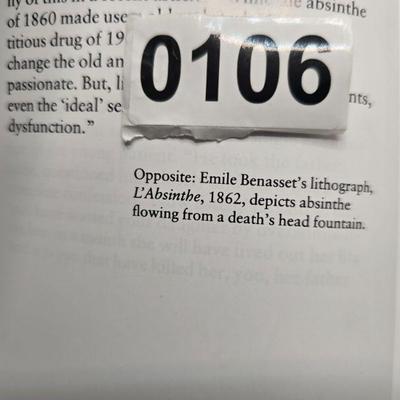 absinthe
of 1860 made use
titious drug of 19
change the old an
passionate. But, 
even the ‘ideal’ se
dysfunction.”
0106
nts,
Opposite: Emile Benasset’s lithograph,
L’Absinthe, 1862, depicts absinthe
flowing from a death’s head fountain.